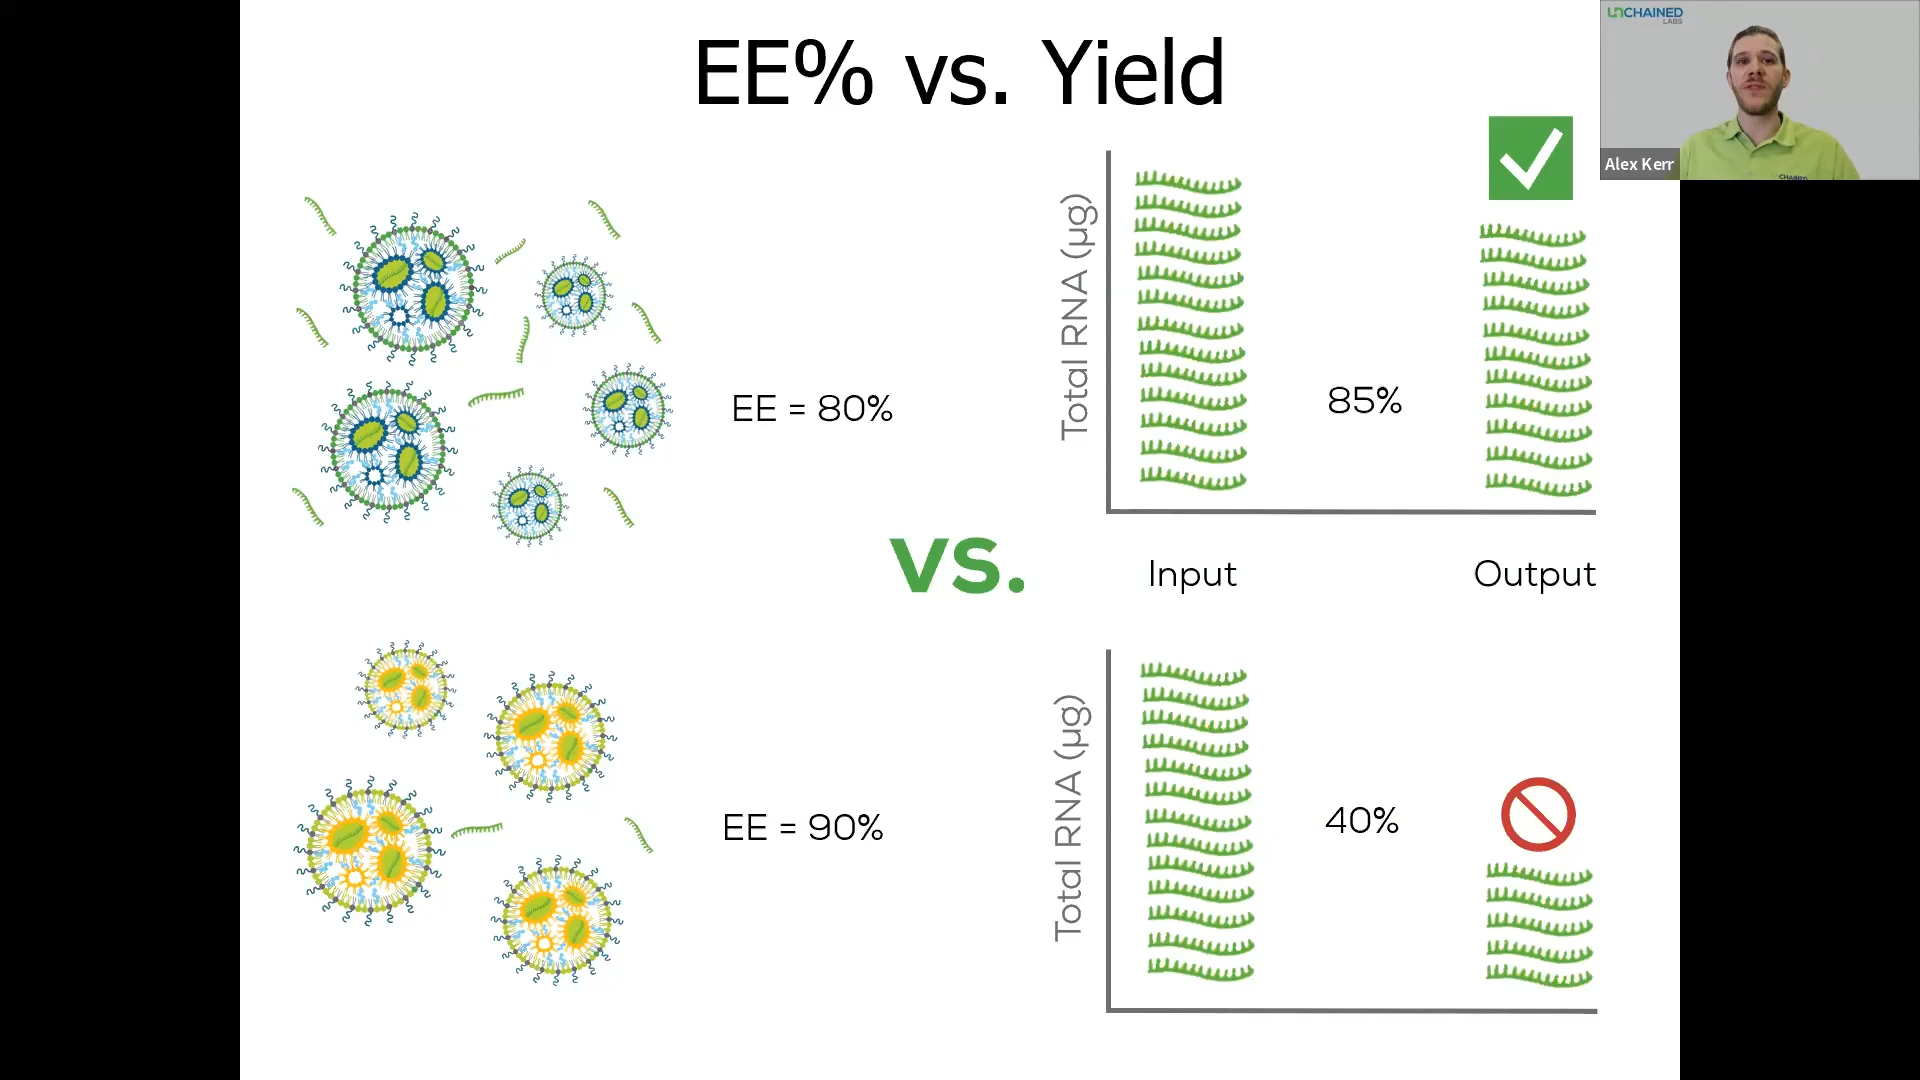 EE% vs. Yield
UNCHAINED
LABS
Alex Kerr
CHAINED
Total RNA (µg)
EE = 80%
85%
vs.
Input
Output
Total RNA (µg)
EE = 90%
40%